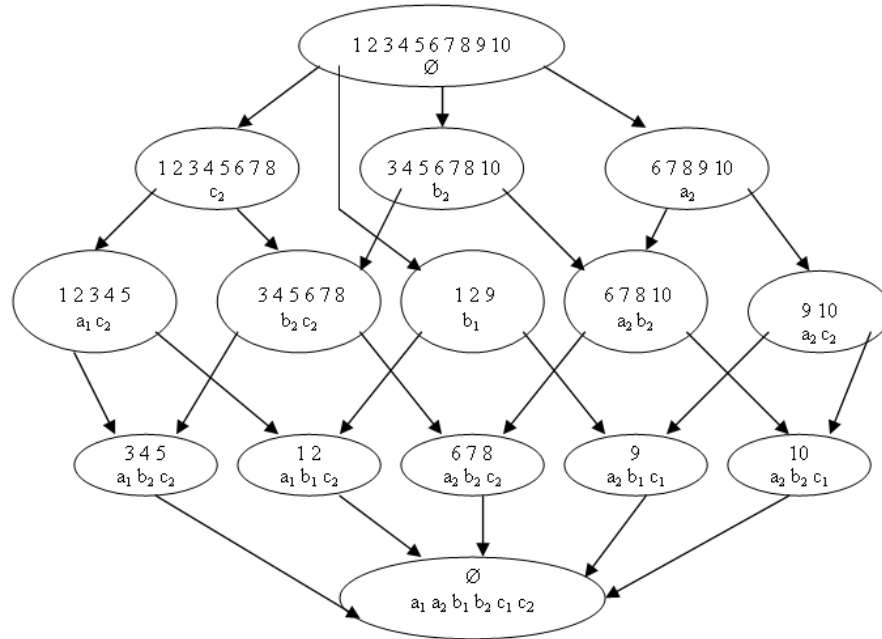 1 2 3 4 5 6 7 8 9 10
∅
1 2 3 4 5 6 7 8
c₂
3 4 5 6 7 8 10
b₂
6 7 8 9 10
a₂
1 2 3 4 5
a₁ c₂
3 4 5 6 7 8
b₂ c₂
1 2 9
b₁
6 7 8 10
a₂ b₂
9 10
a₂ c₂
3 4 5
a₁ b₂ c₂
1 2
a₁ b₁ c₂
6 7 8
a₂ b₂ c₂
9
a₂ b₁ c₁
10
a₂ b₂ c₁
∅
a₁ a₂ b₁ b₂ c₁ c₂